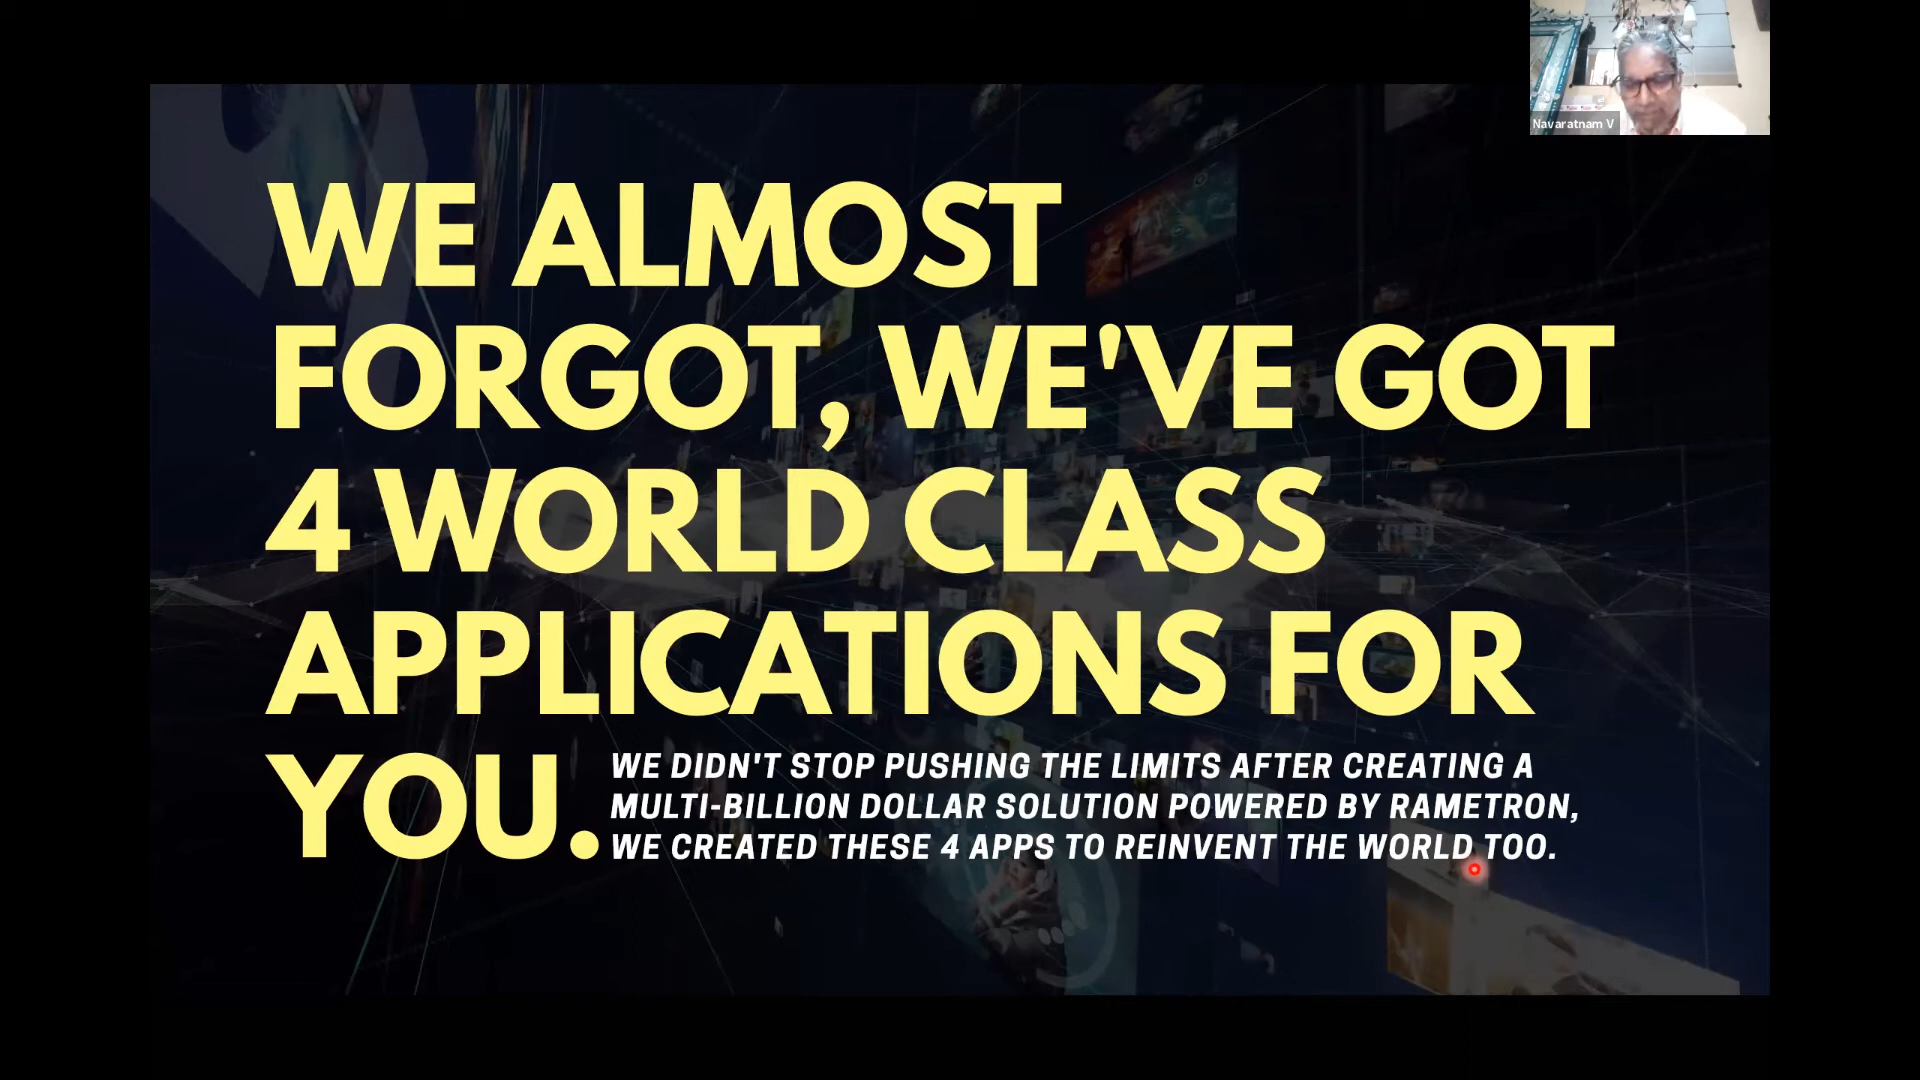 Navaratnam V
WE ALMOST
FORGOT, WE'VE GOT
4 WORLD CLASS
APPLICATIONS FOR
YOU.
WE DIDN'T STOP PUSHING THE LIMITS AFTER CREATING A
MULTI-BILLION DOLLAR SOLUTION POWERED BY RAMETRON,
WE CREATED THESE 4 APPS TO REINVENT THE WORLD TOO.